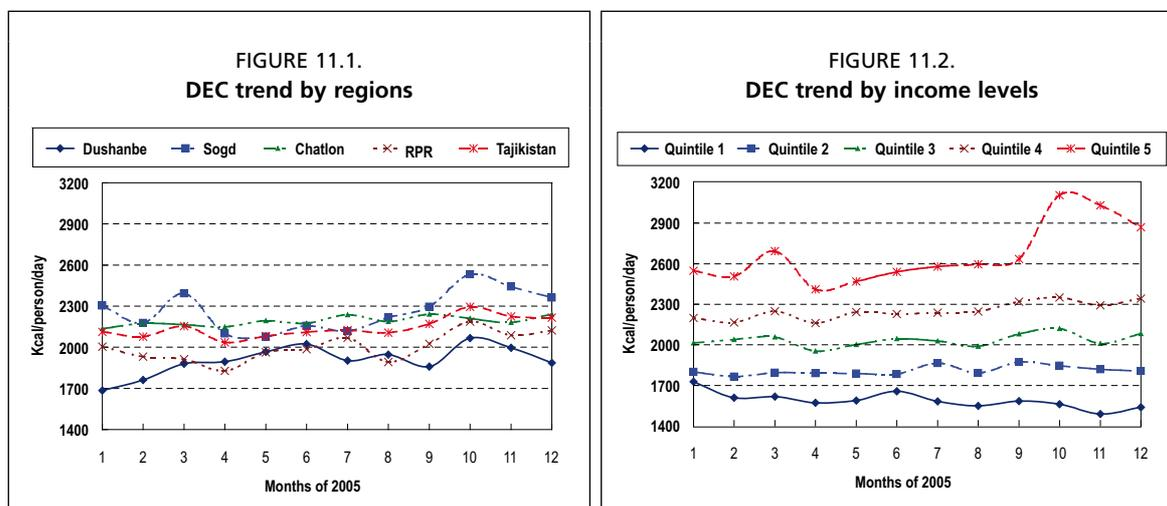 FIGURE 11.1.
DEC trend by regions
Dushanbe Sogd Chatlon RPR Tajikistan
3200
2900
2600
2300
2000
1700
1400
Kcal/person/day
1 2 3 4 5 6 7 8 9 10 11 12
Months of 2005
FIGURE 11.2.
DEC trend by income levels
Quintile 1 Quintile 2 Quintile 3 Quintile 4 Quintile 5
3200
2900
2600
2300
2000
1700
1400
Kcal/person/day
1 2 3 4 5 6 7 8 9 10 11 12
Months of 2005